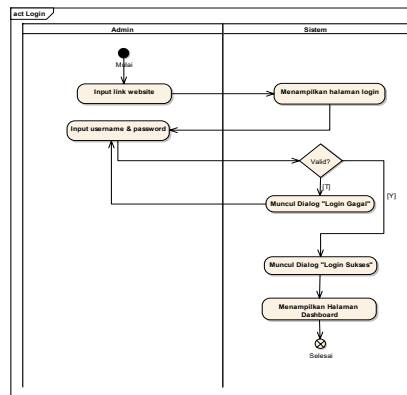 act Login
Admin
Sistem
Mulai
Input link website
Menampilkan halaman login
Input username & password
Valid?
[T]
[Y]
Muncul Dialog "Login Gagal"
Muncul Dialog "Login Sukses"
Menampilkan Halaman
Dashboard
Selesai